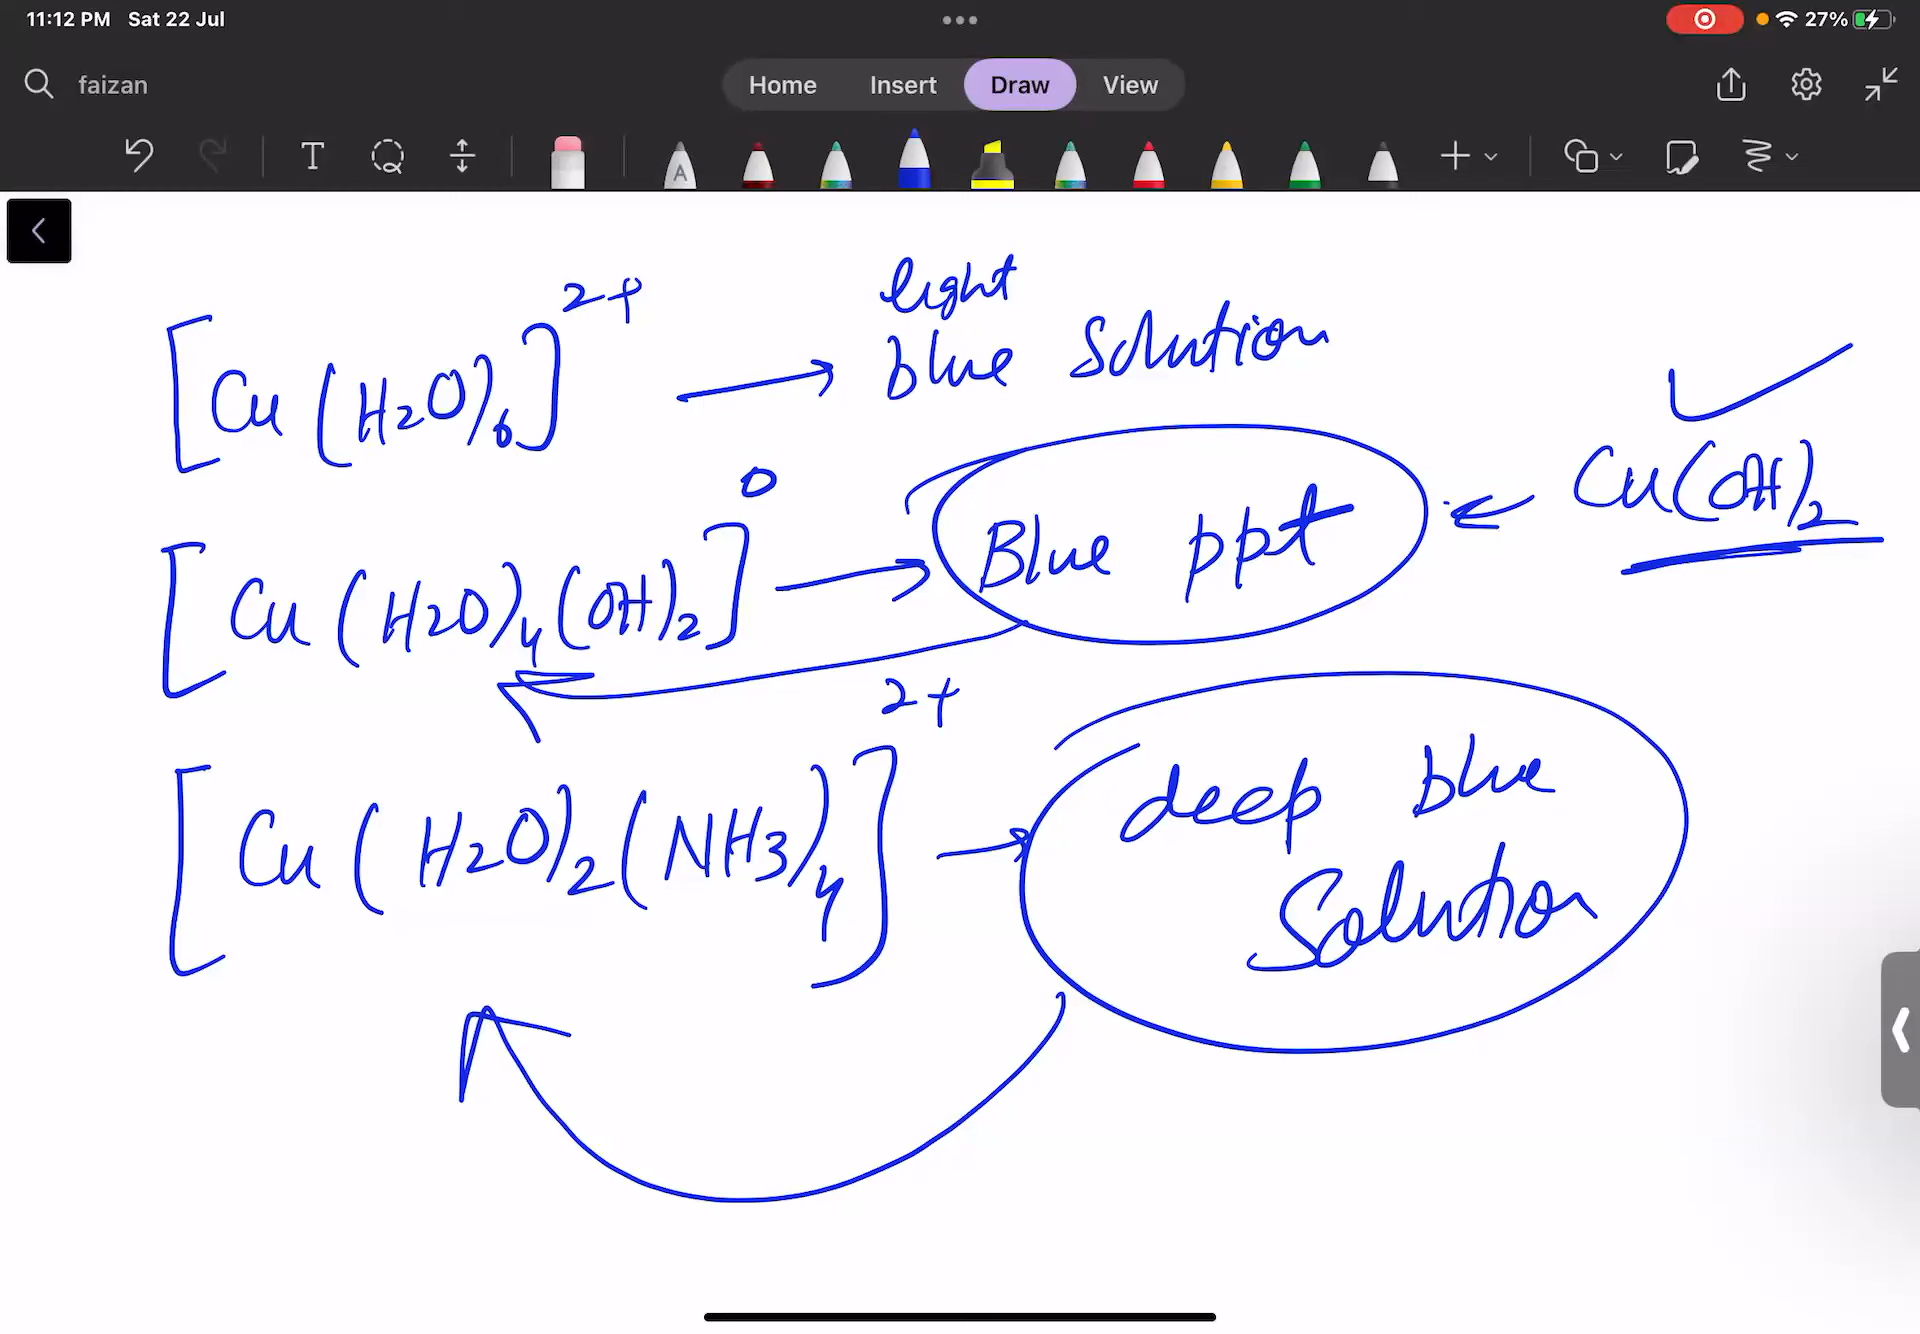 11:12 PM Sat 22 Jul
27%
faizan
Home Insert Draw View
T
A
light
[Cu(H2O)6]2+ → blue solution
Cu(OH)2
[Cu(H2O)4(OH)2]0 → Blue ppt
[Cu(H2O)2(NH3)4]2+ → deep blue
Solution